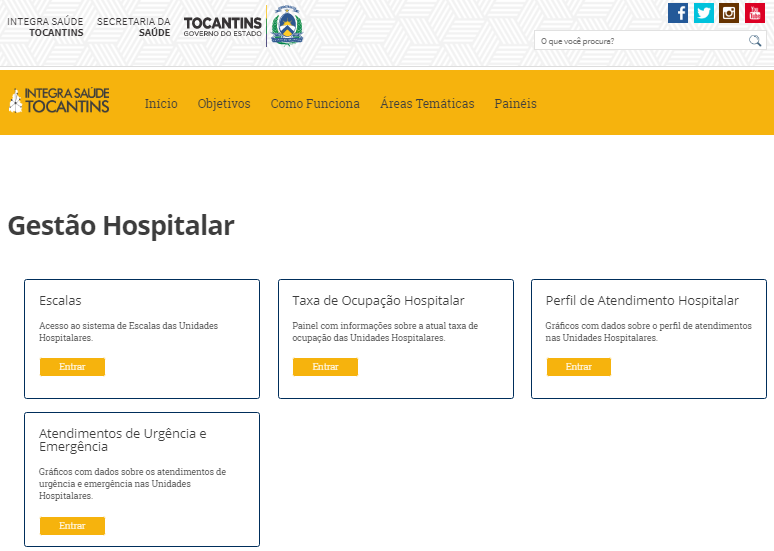 INTEGRA SAÚDE
TOCANTINS
SECRETARIA DA
SAÚDE
TOCANTINS
GOVERNO DO ESTADO
O que você procura?
INTEGRA SAÚDE
TOCANTINS
Início Objetivos Como Funciona Áreas Temáticas Painéis
Gestão Hospitalar
Escalas
Acesso ao sistema de Escalas das Unidades
Hospitalares.
Entrar
Taxa de Ocupação Hospitalar
Painel com informações sobre a atual taxa de
ocupação das Unidades Hospitalares.
Entrar
Perfil de Atendimento Hospitalar
Gráficos com dados sobre o perfil de atendimentos
nas Unidades Hospitalares.
Entrar
Atendimentos de Urgência e
Emergência
Gráficos com dados sobre os atendimentos de
urgência e emergência nas Unidades
Hospitalares.
Entrar